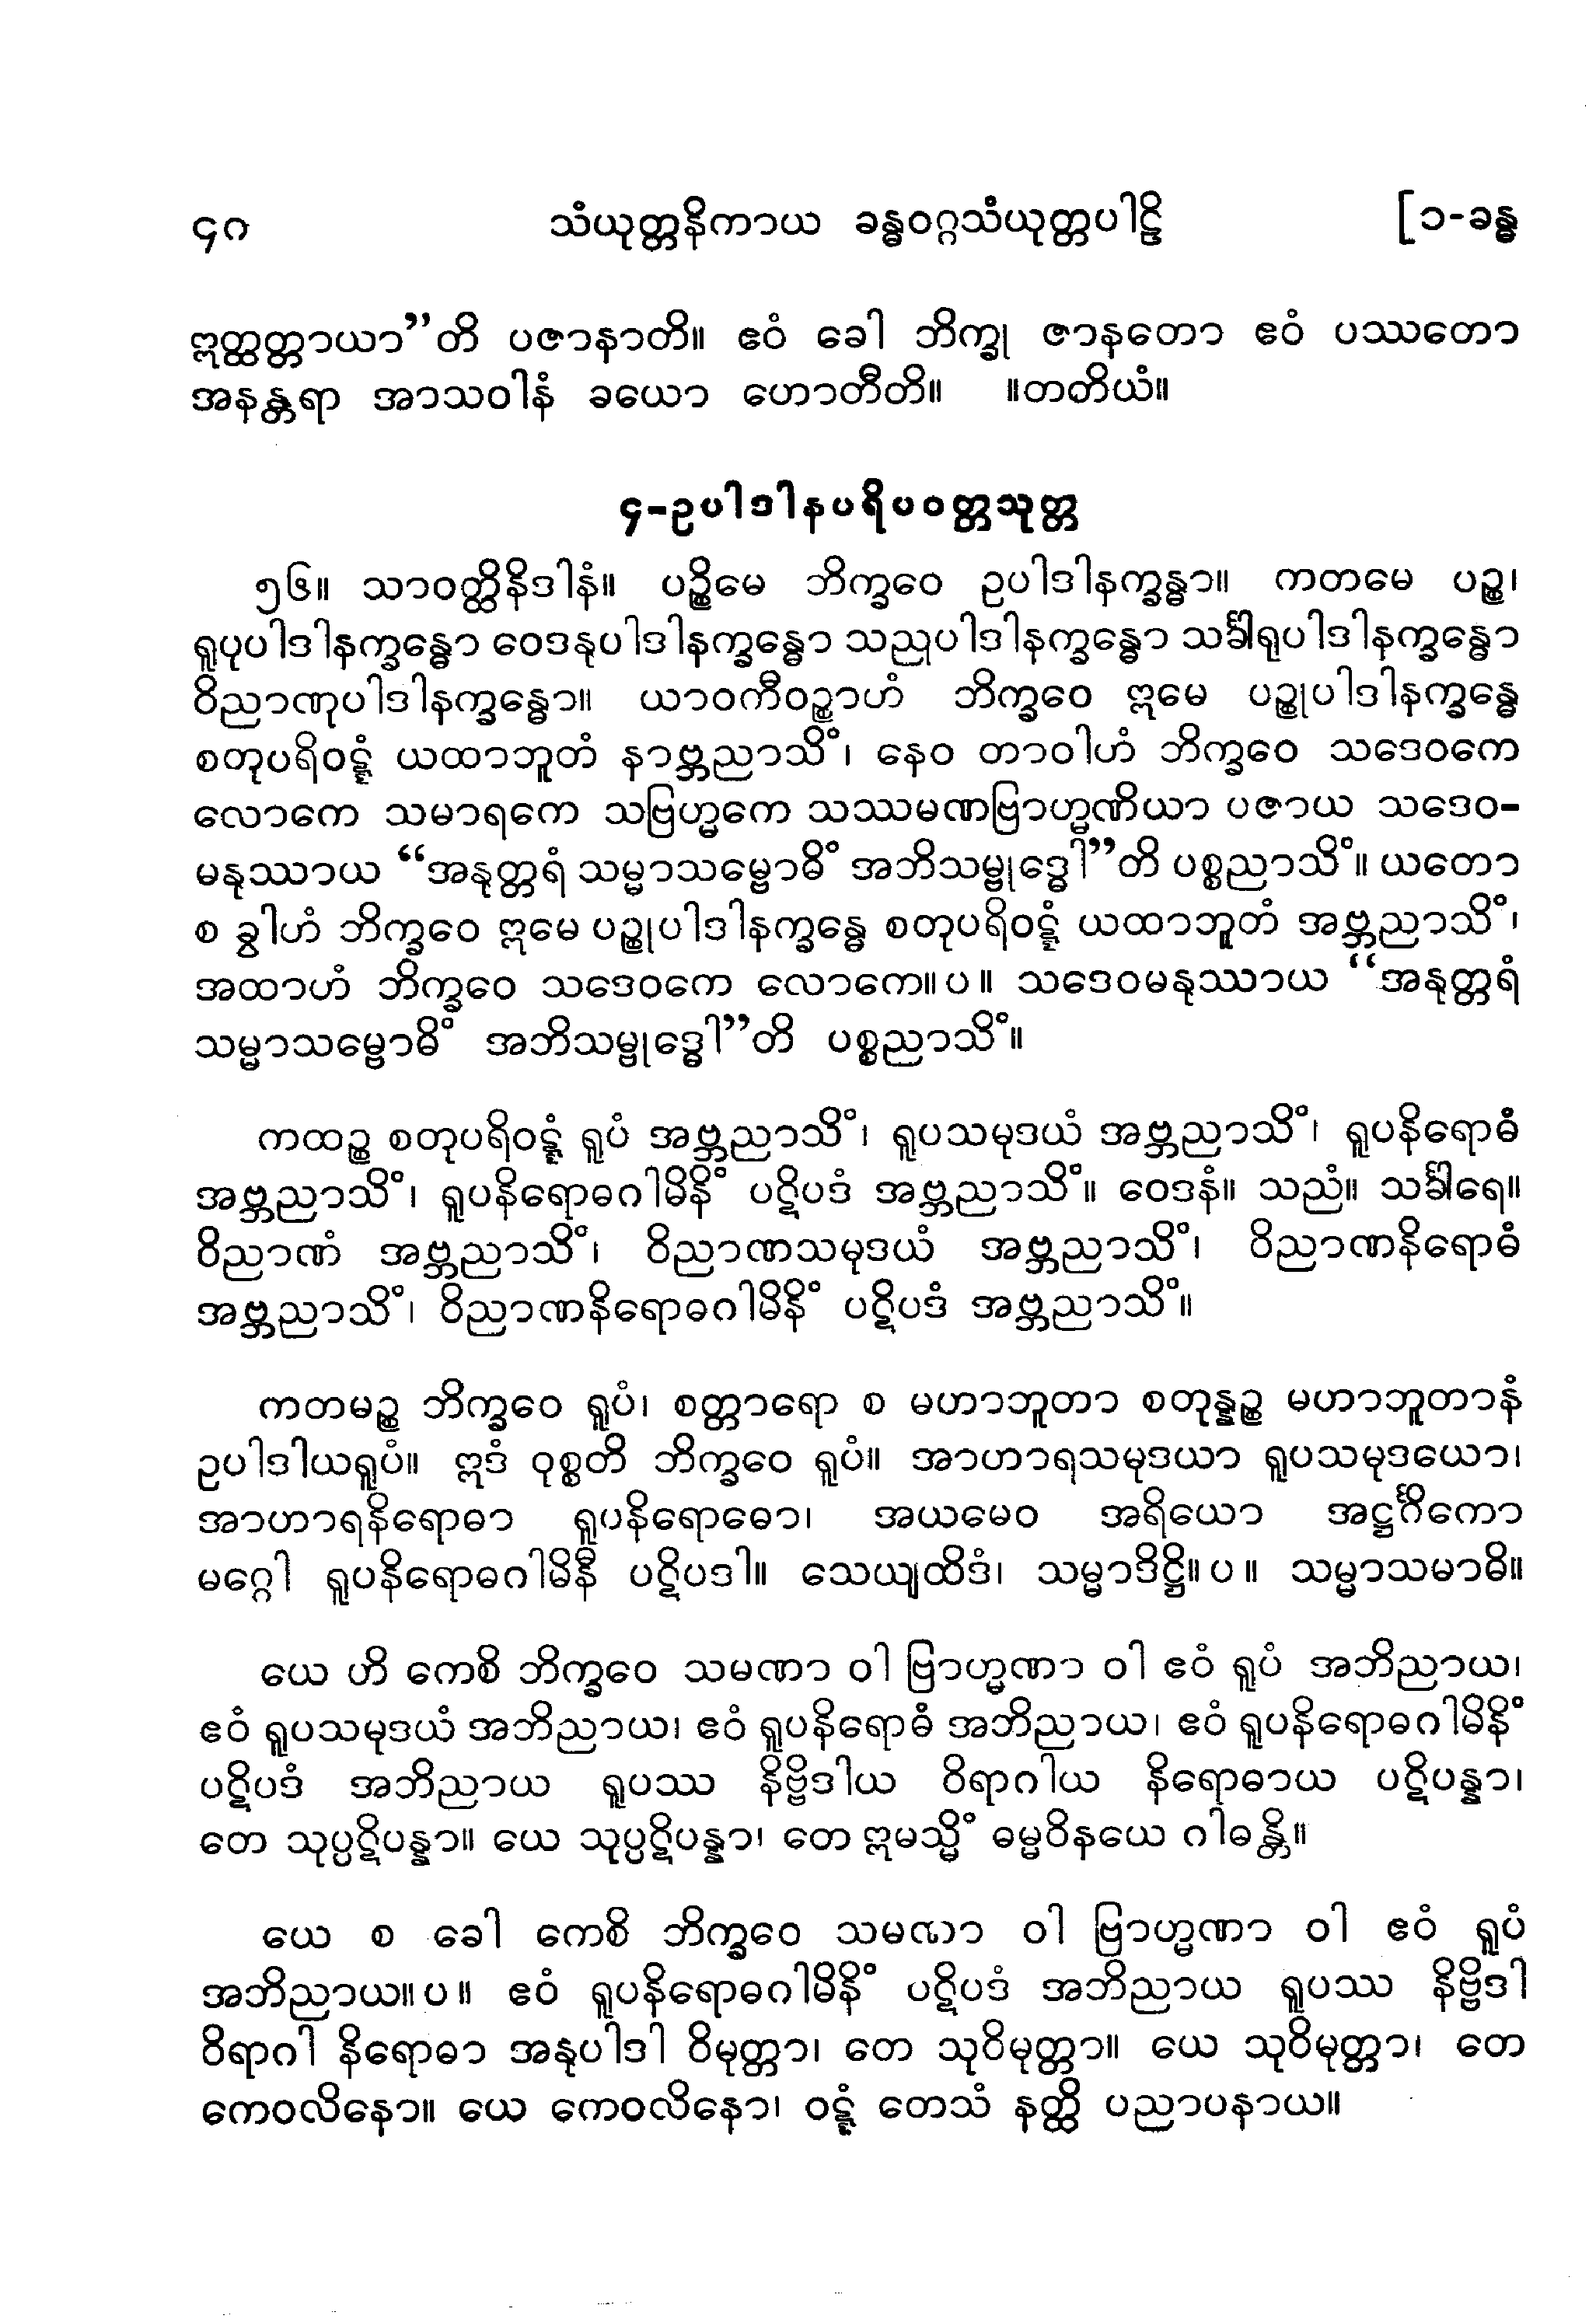 ၄၈ သံယုတ္တနိကာယ ခန္ဓဝဂ္ဂသံယုတ္တပါဠိ [၁-ခန္ဓ
ဣတ္ထတ္တာယာ”တိ ပဇာနာတိ။ ဧဝံ ခေါ ဘိက္ခု ဇာနတော ဧဝံ ပဿတော
အနန္တရာ အာသဝါနံ ခယော ဟောတီတိ။ ။တတိယံ။
၄-ဥပါဒါနပရိပဝတ္တသုတ္တ
၅၆။ သာဝတ္ထိနိဒါနံ။ ပဉ္စိမေ ဘိက္ခဝေ ဥပါဒါနက္ခန္ဓာ။ ကတမေ ပဉ္စ၊
ရူပုပါဒါနက္ခန္ဓော ဝေဒနုပါဒါနက္ခန္ဓော သညုပါဒါနက္ခန္ဓော သင်္ခါရုပါဒါနက္ခန္ဓော
ဝိညာဏုပါဒါနက္ခန္ဓော။ ယာဝကီဝဉ္စာဟံ ဘိက္ခဝေ ဣမေ ပဉ္စုပါဒါနက္ခန္ဓေ
စတုပရိဝဋ္ဋံ ယထာဘူတံ နာဗ္ဘညာသိံ၊ နေဝ တာဝါဟံ ဘိက္ခဝေ သဒေဝကေ
လောကေ သမာရကေ သဗြဟ္မကေ သဿမဏဗြာဟ္မဏိယာ ပဇာယ သဒေဝ-
မနုဿာယ “အနုတ္တရံ သမ္မာသမ္ဗောဓိံ အဘိသမ္ဗုဒ္ဓေါ”တိ ပစ္စညာသိံ။ ယတော
စ ခွါဟံ ဘိက္ခဝေ ဣမေ ပဉ္စုပါဒါနက္ခန္ဓေ စတုပရိဝဋ္ဋံ ယထာဘူတံ အဗ္ဘညာသိံ၊
အထာဟံ ဘိက္ခဝေ သဒေဝကေ လောကေ။ပ။ သဒေဝမနုဿာယ “အနုတ္တရံ
သမ္မာသမ္ဗောဓိံ အဘိသမ္ဗုဒ္ဓေါ”တိ ပစ္စညာသိံ။
ကထဉ္စ စတုပရိဝဋ္ဋံ ရူပံ အဗ္ဘညာသိံ၊ ရူပသမုဒယံ အဗ္ဘညာသိံ၊ ရူပနိရောဓံ
အဗ္ဘညာသိံ၊ ရူပနိရောဓဂါမိနိံ ပဋိပဒံ အဗ္ဘညာသိံ။ ဝေဒနံ။ သညံ။ သင်္ခါရေ။
ဝိညာဏံ အဗ္ဘညာသိံ၊ ဝိညာဏသမုဒယံ အဗ္ဘညာသိံ၊ ဝိညာဏနိရောဓံ
အဗ္ဘညာသိံ၊ ဝိညာဏနိရောဓဂါမိနိံ ပဋိပဒံ အဗ္ဘညာသိံ။
ကတမဉ္စ ဘိက္ခဝေ ရူပံ၊ စတ္တာရော စ မဟာဘူတာ စတုန္နဉ္စ မဟာဘူတာနံ
ဥပါဒါယရူပံ။ ဣဒံ ဝုစ္စတိ ဘိက္ခဝေ ရူပံ။ အာဟာရသမုဒယာ ရူပသမုဒယော၊
အာဟာရနိရောဓာ ရူပနိရောဓော၊ အယမေဝ အရိယော အဋ္ဌင်္ဂိကော
မဂ္ဂေါ ရူပနိရောဓဂါမိနီ ပဋိပဒါ။ သေယျထိဒံ၊ သမ္မာဒိဋ္ဌိ။ပ။ သမ္မာသမာဓိ။
ယေ ဟိ ကေစိ ဘိက္ခဝေ သမဏာ ဝါ ဗြာဟ္မဏာ ဝါ ဧဝံ ရူပံ အဘိညာယ၊
ဧဝံ ရူပသမုဒယံ အဘိညာယ၊ ဧဝံ ရူပနိရောဓံ အဘိညာယ၊ ဧဝံ ရူပနိရောဓဂါမိနိံ
ပဋိပဒံ အဘိညာယ ရူပဿ နိဗ္ဗိဒါယ ဝိရာဂါယ နိရောဓာယ ပဋိပန္နာ၊
တေ သုပ္ပဋိပန္နာ။ ယေ သုပ္ပဋိပန္နာ၊ တေ ဣမသ္မိံ ဓမ္မဝိနယေ ဂါဓန္တိ။
ယေ စ ခေါ ကေစိ ဘိက္ခဝေ သမဏာ ဝါ ဗြာဟ္မဏာ ဝါ ဧဝံ ရူပံ
အဘိညာယ။ပ။ ဧဝံ ရူပနိရောဓဂါမိနိံ ပဋိပဒံ အဘိညာယ ရူပဿ နိဗ္ဗိဒါ
ဝိရာဂါ နိရောဓာ အနုပါဒါ ဝိမုတ္တာ၊ တေ သုဝိမုတ္တာ။ ယေ သုဝိမုတ္တာ၊ တေ
ကေဝလိနော။ ယေ ကေဝလိနော၊ ဝဋ္ဋံ တေသံ နတ္ထိ ပညာပနာယ။